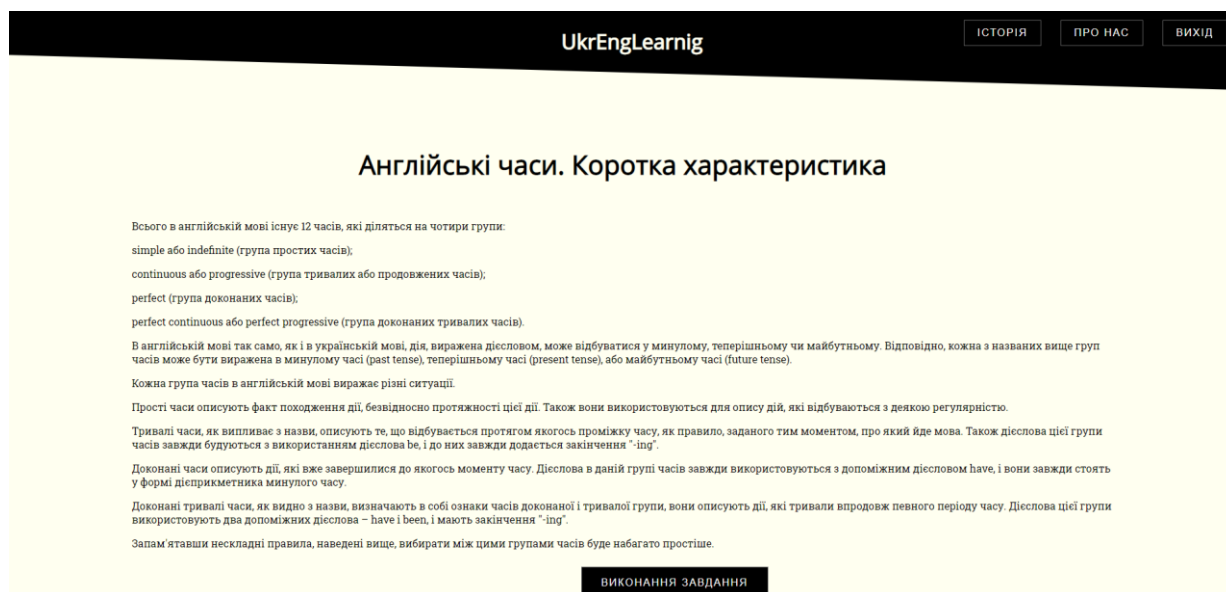 UkrEngLearnig
ІСТОРІЯ
ПРО НАС
ВИХІД
Англійські часи. Коротка характеристика
Всього в англійській мові існує 12 часів, які діляться на чотири групи:
simple або indefinite (група простих часів);
continuous або progressive (група тривалих або продовжених часів);
perfect (група доконаних часів);
perfect continuous або perfect progressive (група доконаних тривалих часів).
В англійській мові так само, як і в українській мові, дія, виражена дієсловом, може відбуватися у минулому, теперішньому чи майбутньому. Відповідно, кожна з названих вище груп
часів може бути виражена в минулому часі (past tense), теперішньому часі (present tense), або майбутньому часі (future tense).
Кожна група часів в англійській мові виражає різні ситуації.
Прості часи описують факт походження дії, безвідносно протяжності цієї дії. Також вони використовуються для опису дій, які відбуваються з деякою регулярністю.
Тривалі часи, як випливає з назви, описують те, що відбувається протягом якогось проміжку часу, як правило, заданого тим моментом, про який йде мова. Також дієслова цієї групи
часів завжди будуються з використанням дієслова be, і до них завжди додається закінчення "-ing".
Доконані часи описують дії, які вже завершилися до якогось моменту часу. Дієслова в даній групі часів завжди використовуються з допоміжним дієсловом have, і вони завжди стоять
у формі дієприкметника минулого часу.
Доконані тривалі часи, як видно з назви, визначають в собі ознаки часів доконаної і тривалої групи, вони описують дії, які тривали впродовж певного періоду часу. Дієслова цієї групи
використовують два допоміжних дієслова – have і been, і мають закінчення "-ing".
Запам'ятавши нескладні правила, наведені вище, вибирати між цими групами часів буде набагато простіше.
ВИКОНАННЯ ЗАВДАННЯ